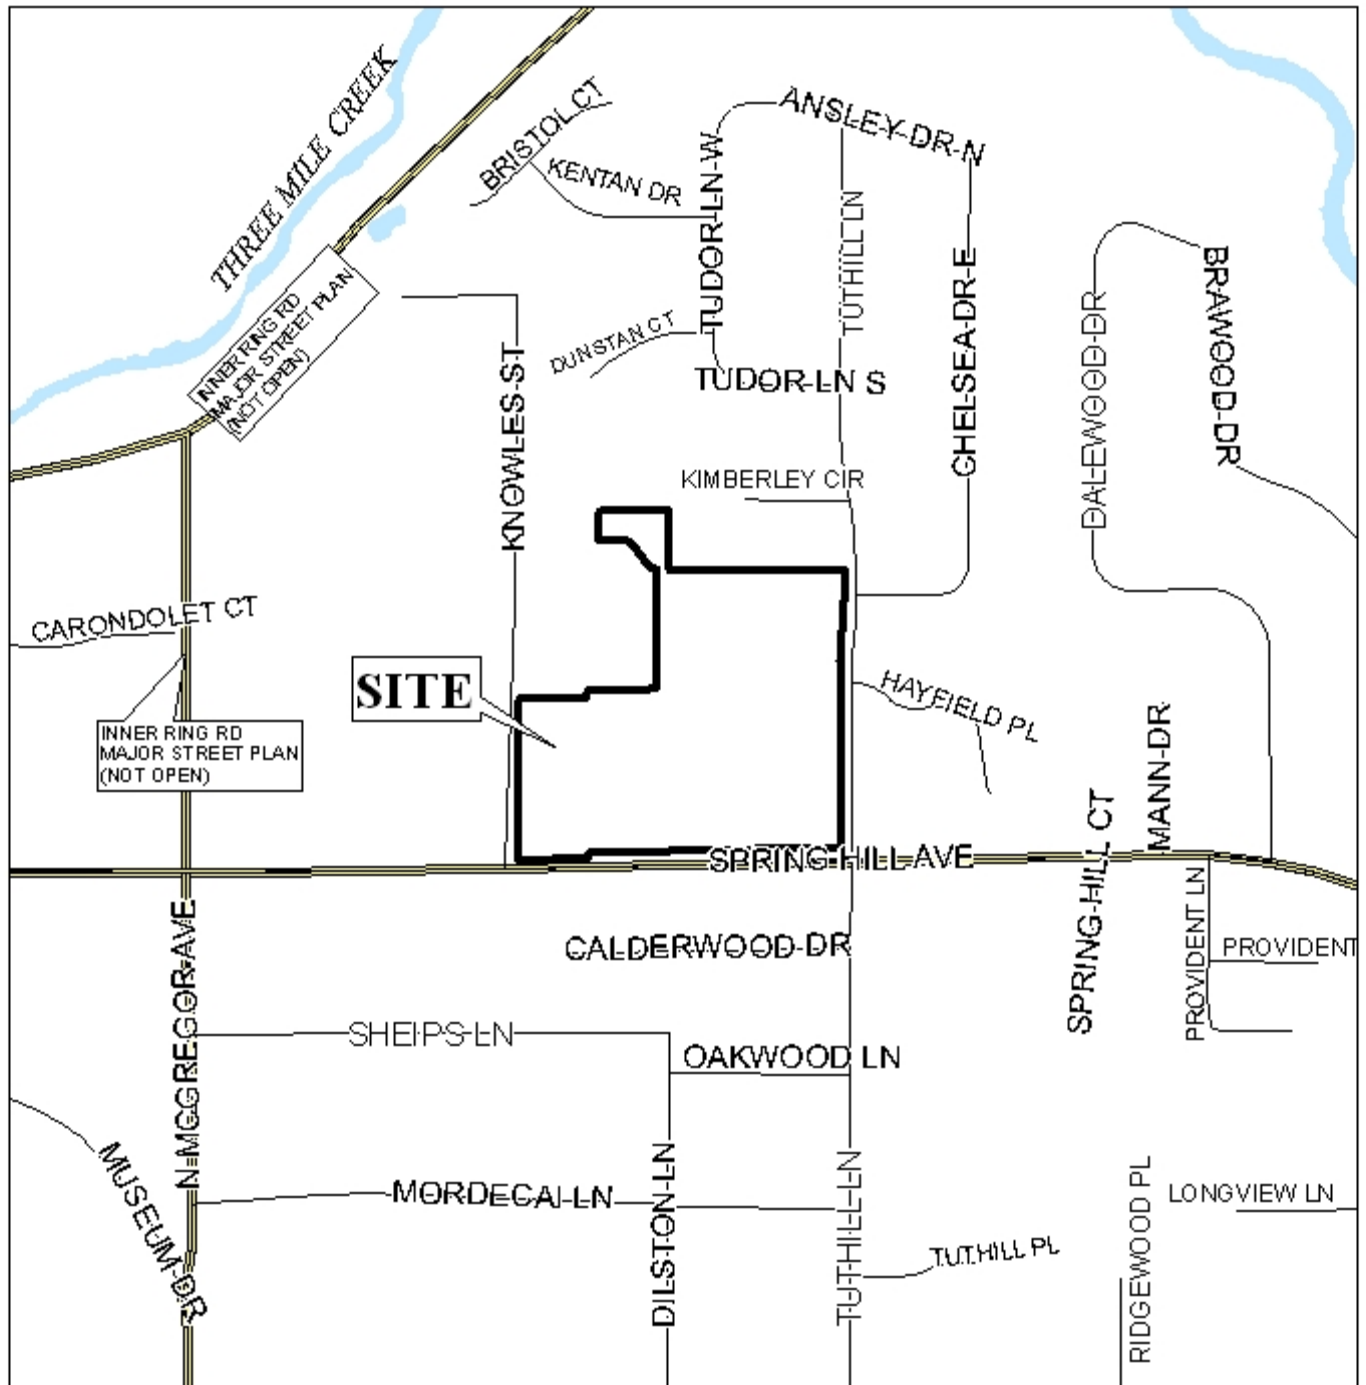 THREE MILE CREEK
BRISTOL CT
KENTAN DR
TUDOR LN W
ANSLEY DR N
TUTHILL LN
CHELSEA DR E
DALEWOOD DR
BRAWOOD DR
INNER RING RD
MAJOR STREET PLAN
(NOT OPEN)
KNOWLES ST
DUNSTAN CT
TUDOR LN S
KIMBERLEY CIR
CARONDOLET CT
SITE
HAYFIELD PL
INNER RING RD
MAJOR STREET PLAN
(NOT OPEN)
MANN DR
SPRING HILL CT
SPRING HILL AVE
PROVIDENT LN
PROVIDENT
N MCGREGOR AVE
CALDERWOOD DR
SHEIPS LN
OAKWOOD LN
MUSEUM DR
MORDECAI LN
DILSTON LN
TUTHILL LN
TUTHILL PL
RIDGEWOOD PL
LONGVIEW LN